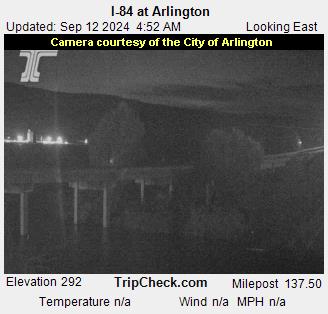 I-84 at Arlington
Updated: Sep 12 2024 4:52 AM Looking East
Camera courtesy of the City of Arlington
Elevation 292 TripCheck.com Milepost 137.50
Temperature n/a Wind n/a MPH n/a